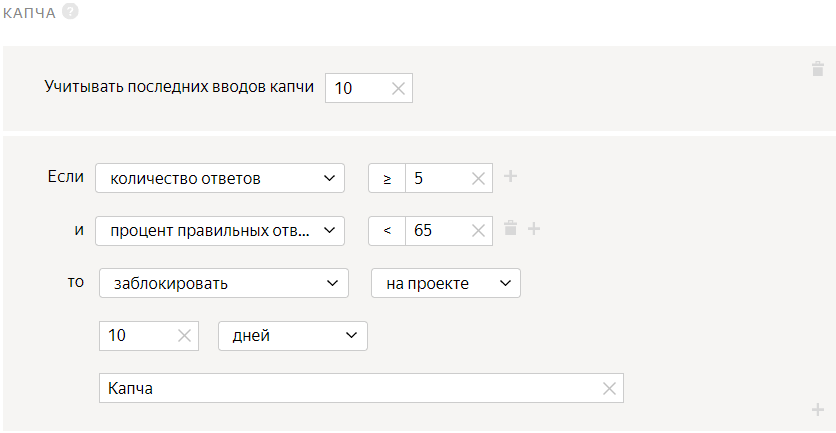 КАПЧА ?
Учитывать последних вводов капчи 10
Если количество ответов ≥ 5
и процент правильных отв... < 65
то заблокировать на проекте
10 дней
Капча